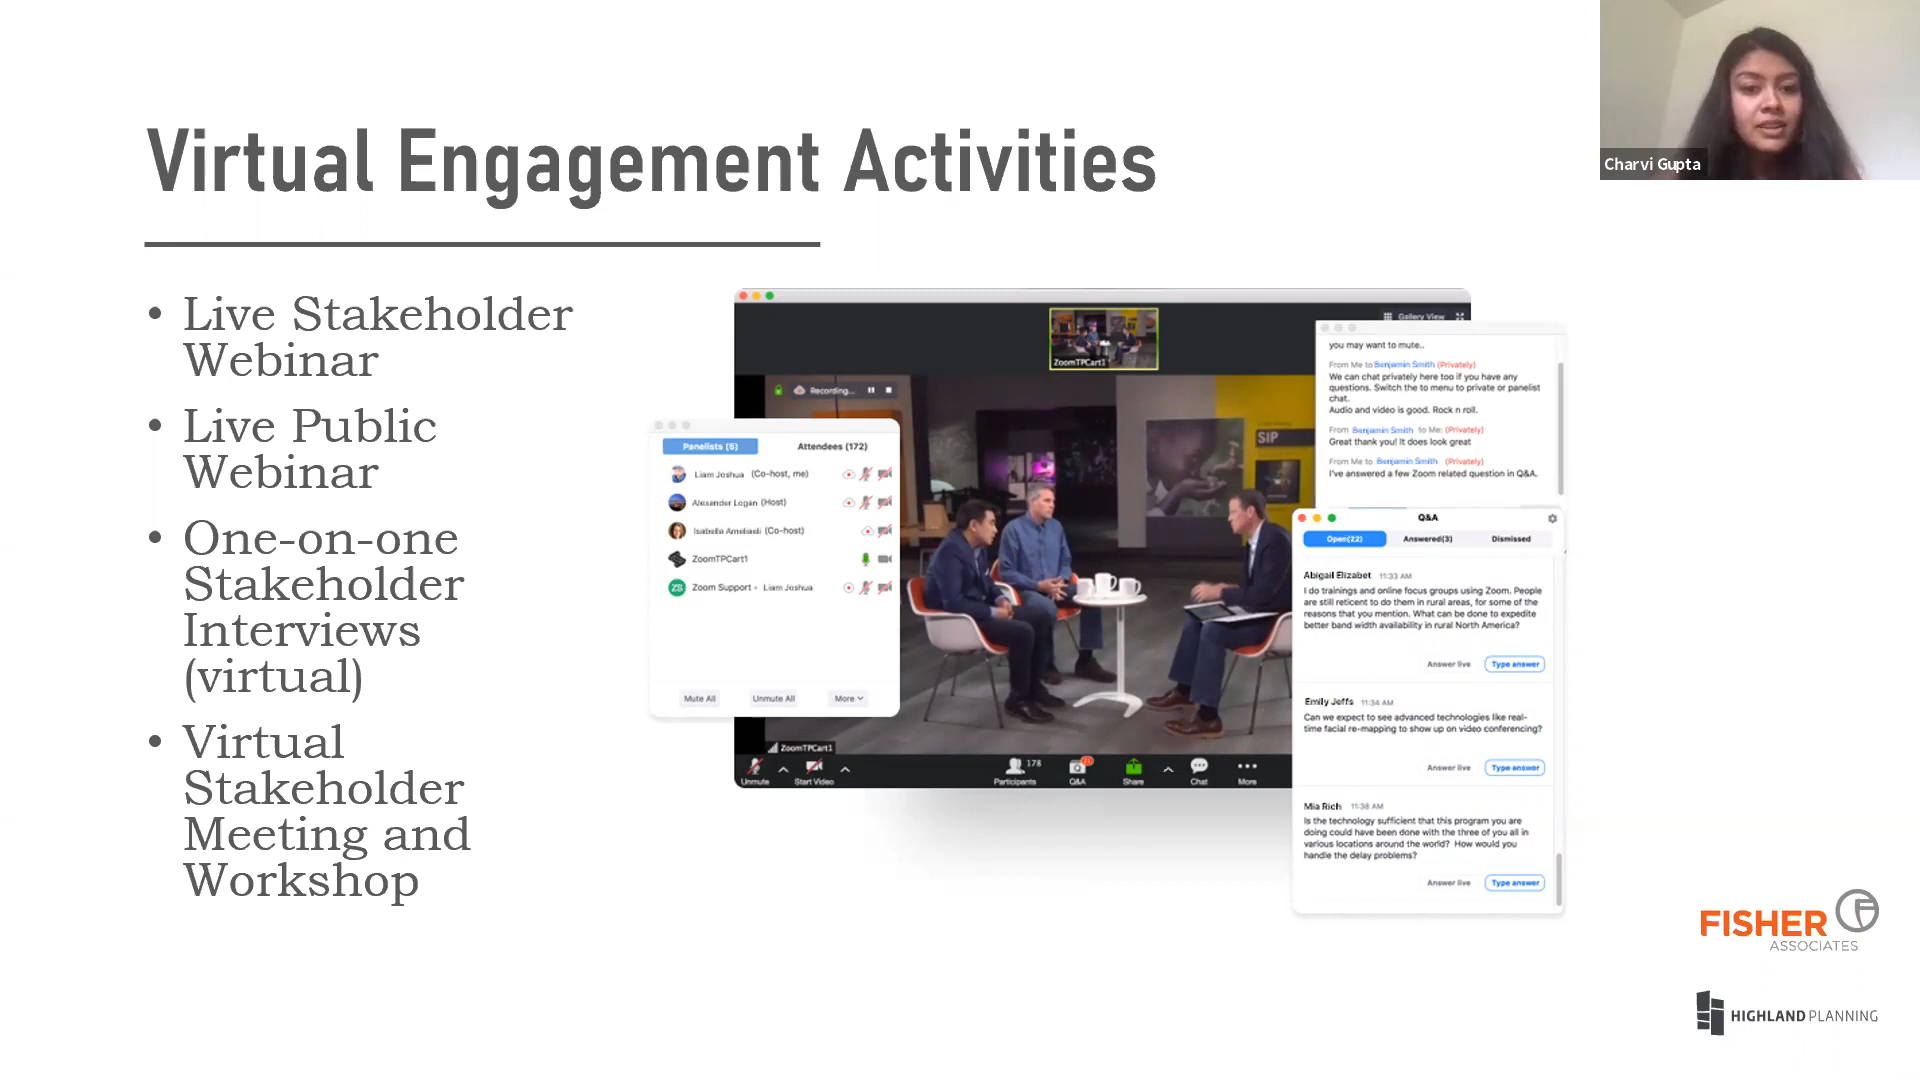 Charvi Gupta
Virtual Engagement Activities
• Live Stakeholder
Webinar
• Live Public
Webinar
• One-on-one
Stakeholder
Interviews
(virtual)
• Virtual
Stakeholder
Meeting and
Workshop
Gallery View
ZoomTPCart1
Recording...
SIP
Panelists (5)
Attendees (172)
Liam Joshua (Co-host, me)
Alexander Logan (Host)
Isabella Ameliadi (Co-host)
ZoomTPCart1
ZS
Zoom Support - Liam Joshua
Mute All
Unmute All
More
ZoomTPCart1
Unmute
Start Video
178
Participants
Q&A
Share
Chat
More
you may want to mute..
From Me to Benjamin Smith (Privately)
We can chat privately here too if you have any
questions. Switch the to menu to private or panelist
chat.
Audio and video is good. Rock n roll.
From Benjamin Smith to Me: (Privately)
Great thank you! It does look great
From Me to Benjamin Smith (Privately)
I've answered a few Zoom related question in Q&A.
Q&A
Open(22)
Answered(3)
Dismissed
Abigail Elizabet 11:33 AM
I do trainings and online focus groups using Zoom. People
are still reticent to do them in rural areas, for some of the
reasons that you mention. What can be done to expedite
better band width availability in rural North America?
Answer live
Type answer
Emily Jeffs 11:34 AM
Can we expect to see advanced technologies like real-
time facial re-mapping to show up on video conferencing?
Answer live
Type answer
Mia Rich 11:38 AM
Is the technology sufficient that this program you are
doing could have been done with the three of you all in
various locations around the world? How would you
handle the delay problems?
Answer live
Type answer
FISHER
ASSOCIATES
HIGHLAND PLANNING